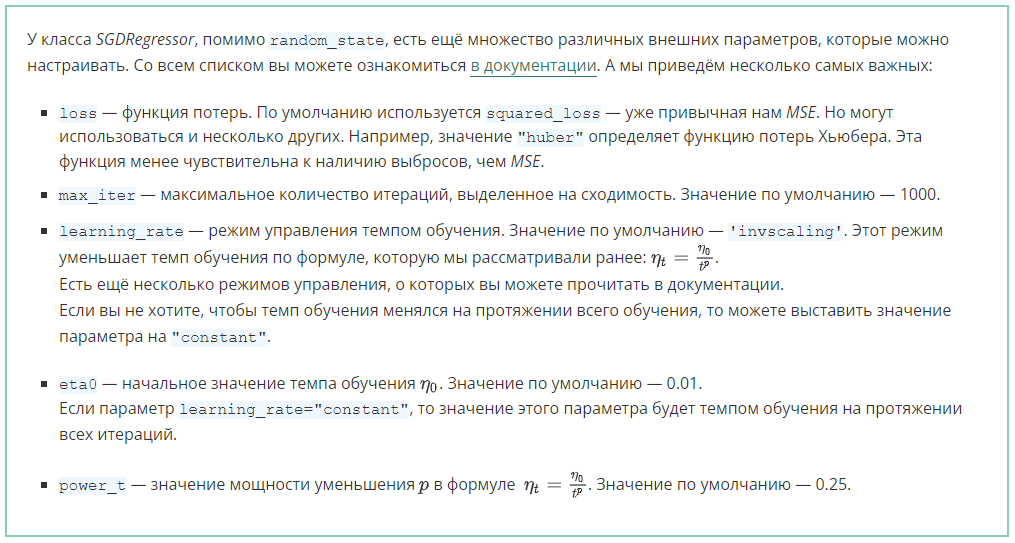 У класса SGDRegressor, помимо random_state, есть ещё множество различных внешних параметров, которые можно
настраивать. Со всем списком вы можете ознакомиться в документации. А мы приведём несколько самых важных:
▪ loss — функция потерь. По умолчанию используется squared_loss — уже привычная нам MSE. Но могут
использоваться и несколько других. Например, значение "huber" определяет функцию потерь Хьюбера. Эта
функция менее чувствительна к наличию выбросов, чем MSE.
▪ max_iter — максимальное количество итераций, выделенное на сходимость. Значение по умолчанию — 1000.
▪ learning_rate — режим управления темпом обучения. Значение по умолчанию — 'invscaling'. Этот режим
уменьшает темп обучения по формуле, которую мы рассматривали ранее: $\eta_t = \frac{\eta_0}{t^p}$.
Есть ещё несколько режимов управления, о которых вы можете прочитать в документации.
Если вы не хотите, чтобы темп обучения менялся на протяжении всего обучения, то можете выставить значение
параметра на "constant".
▪ eta0 — начальное значение темпа обучения $\eta_0$. Значение по умолчанию — 0.01.
Если параметр learning_rate="constant", то значение этого параметра будет темпом обучения на протяжении
всех итераций.
▪ power_t — значение мощности уменьшения $p$ в формуле $\eta_t = \frac{\eta_0}{t^p}$. Значение по умолчанию — 0.25.